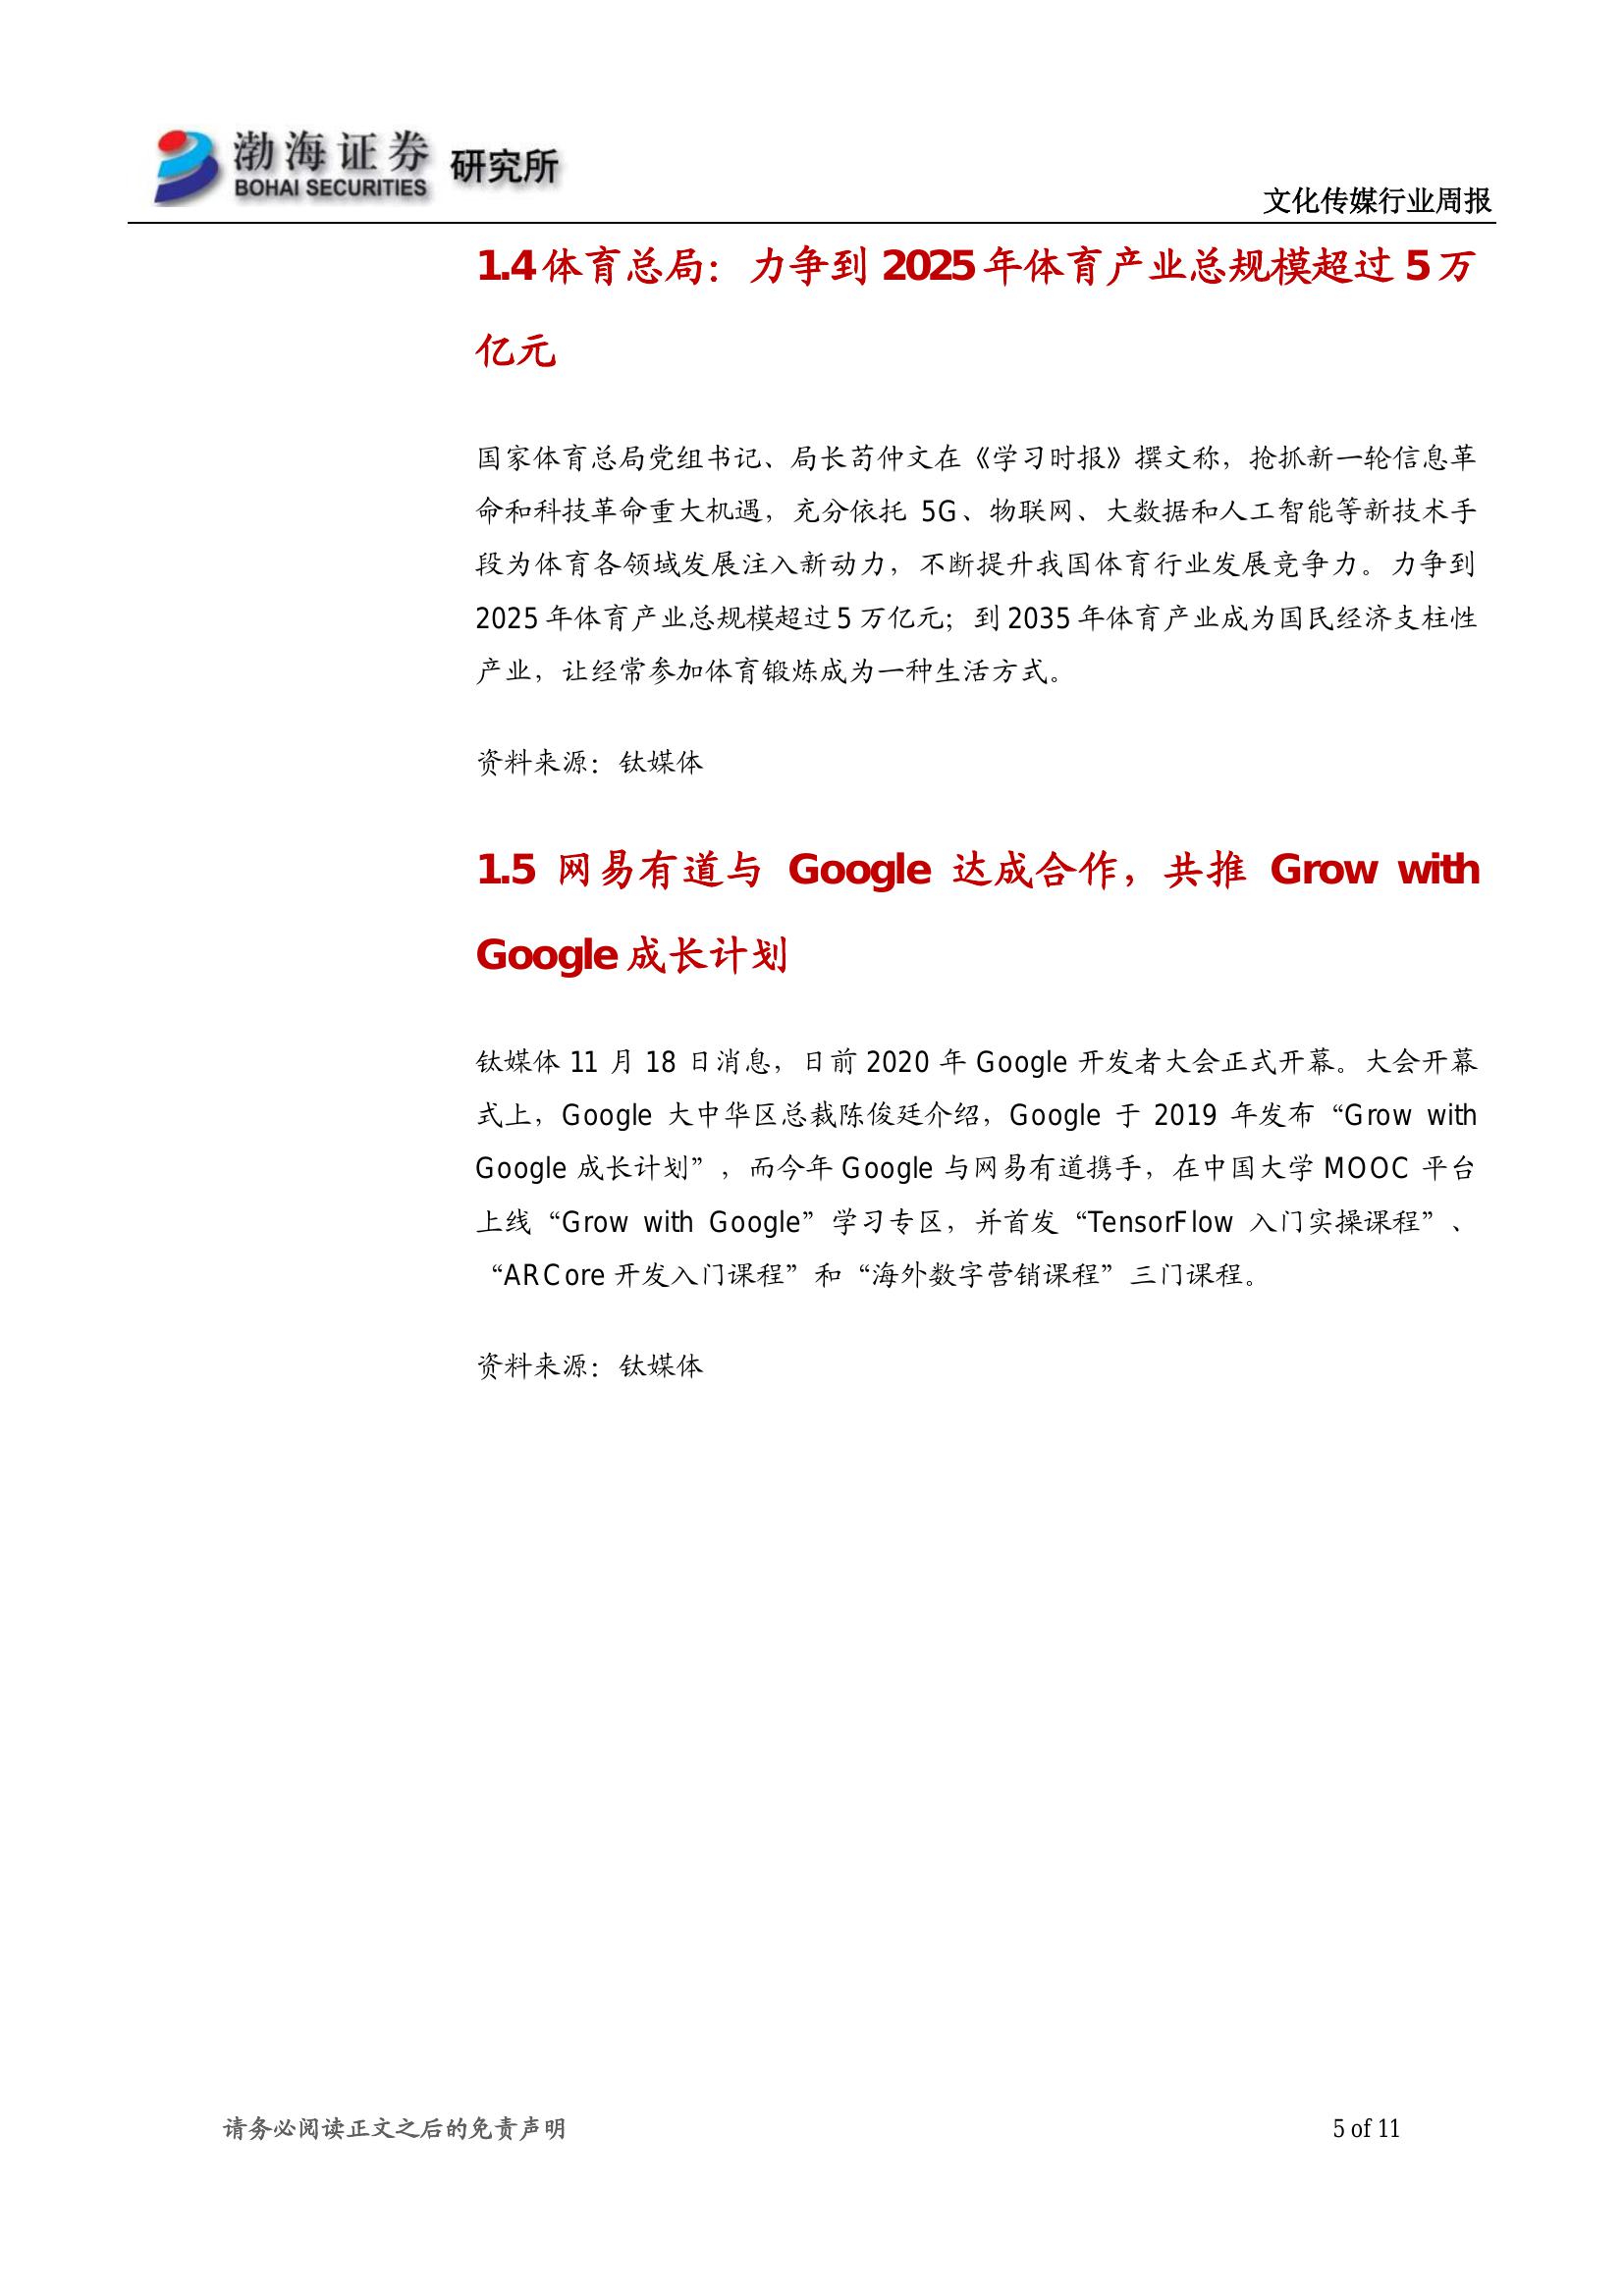 渤海证券 研究所
BOHAI SECURITIES
文化传媒行业周报
1.4 体育总局：力争到 2025 年体育产业总规模超过 5 万
亿元
国家体育总局党组书记、局长苟仲文在《学习时报》撰文称，抢抓新一轮信息革
命和科技革命重大机遇，充分依托 5G、物联网、大数据和人工智能等新技术手
段为体育各领域发展注入新动力，不断提升我国体育行业发展竞争力。力争到
2025 年体育产业总规模超过 5 万亿元；到 2035 年体育产业成为国民经济支柱性
产业，让经常参加体育锻炼成为一种生活方式。
资料来源：钛媒体
1.5 网易有道与 Google 达成合作，共推 Grow with
Google 成长计划
钛媒体 11 月 18 日消息，日前 2020 年 Google 开发者大会正式开幕。大会开幕
式上，Google 大中华区总裁陈俊廷介绍，Google 于 2019 年发布“Grow with
Google 成长计划”，而今年 Google 与网易有道携手，在中国大学 MOOC 平台
上线“Grow with Google”学习专区，并首发“TensorFlow 入门实操课程”、
“ARCore 开发入门课程”和“海外数字营销课程”三门课程。
资料来源：钛媒体
请务必阅读正文之后的免责声明
5 of 11